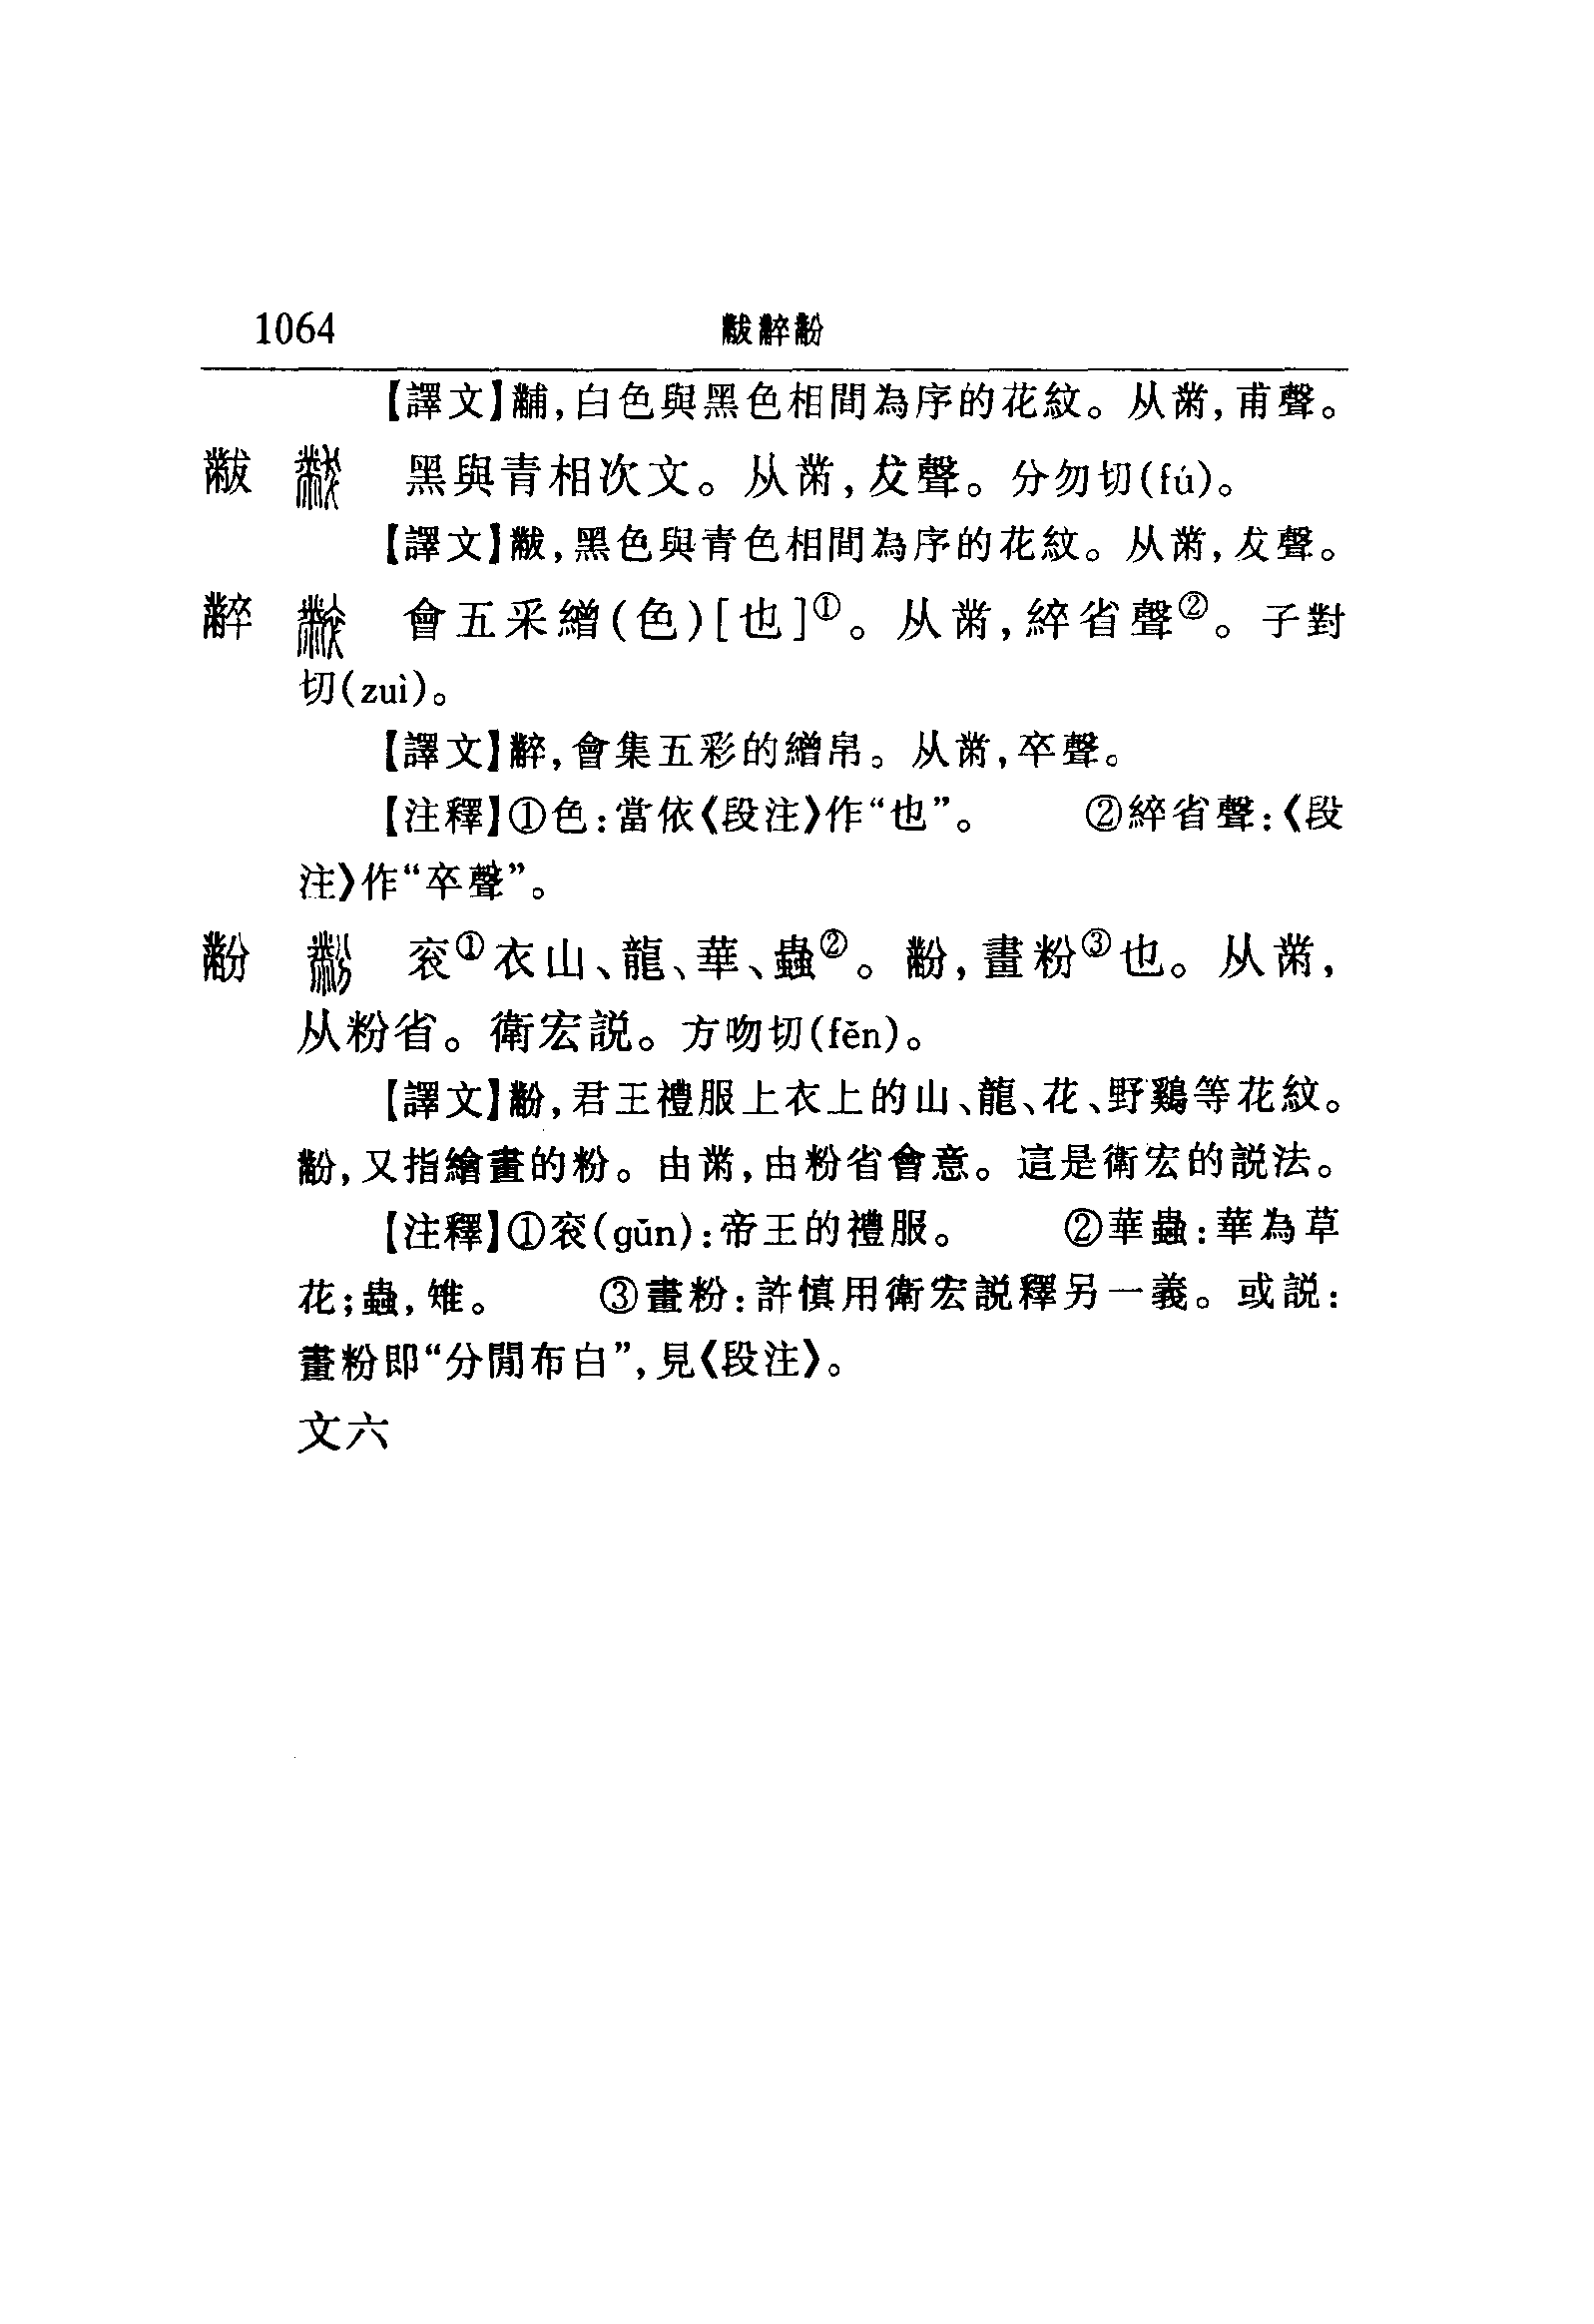 1064 黻䘹黺
【譯文】黼,白色與黑色相間為序的花紋。从黹,甫聲。
黻 黑與青相次文。从黹,犮聲。分勿切(fú)。
【譯文】黻,黑色與青色相間為序的花紋。从黹,犮聲。
䘹 會五采繒(色)[也]①。从黹,綷省聲②。子對
切(zuì)。
【譯文】䘹,會集五彩的繒帛。从黹,卒聲。
【注釋】①色:當依《段注》作“也”。 ②綷省聲:《段
注》作“卒聲”。
黺 衮①衣山、龍、華、蟲②。黺,畫粉③也。从黹,
从粉省。衛宏説。方吻切(fěn)。
【譯文】黺,君王禮服上衣上的山、龍、花、野鷄等花紋。
黺,又指繪畫的粉。由黹,由粉省會意。這是衛宏的説法。
【注釋】①衮(gǔn):帝王的禮服。 ②華蟲:華為草
花;蟲,雉。 ③畫粉:許慎用衛宏説釋另一義。或説:
畫粉即“分間布白”,見《段注》。
文六